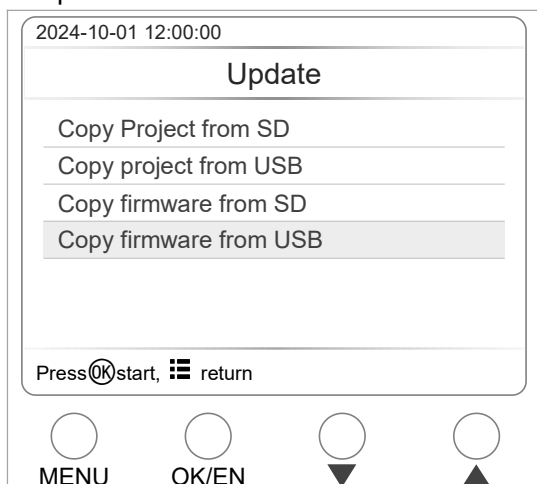 2024-10-01 12:00:00
Update
Copy Project from SD
Copy project from USB
Copy firmware from SD
Copy firmware from USB
Press OK start, return
MENU OK/EN